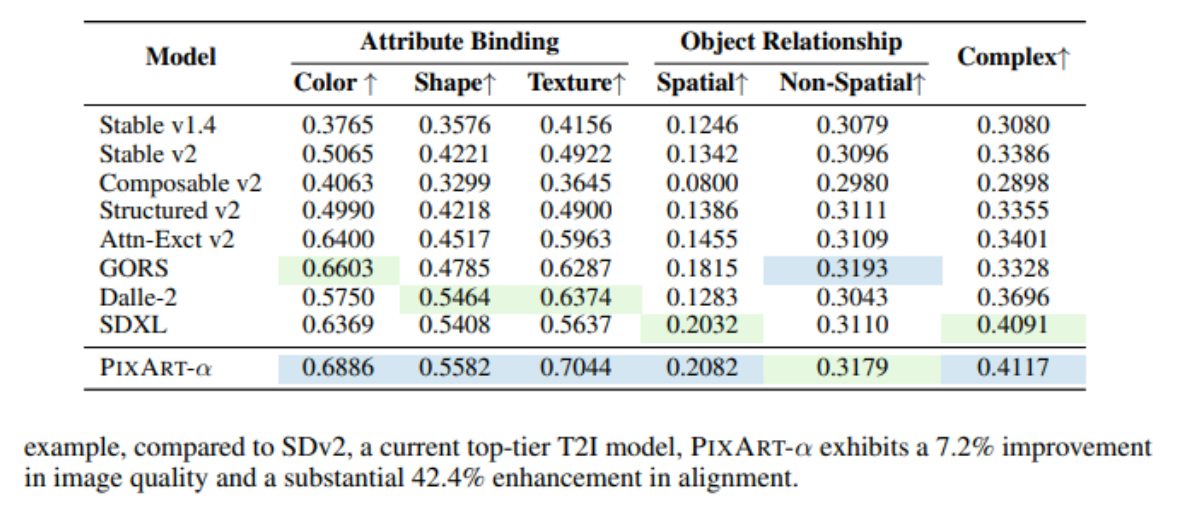 Model Attribute Binding Object Relationship Complex↑
Color ↑ Shape↑ Texture↑ Spatial↑ Non-Spatial↑
Stable v1.4 0.3765 0.3576 0.4156 0.1246 0.3079 0.3080
Stable v2 0.5065 0.4221 0.4922 0.1342 0.3096 0.3386
Composable v2 0.4063 0.3299 0.3645 0.0800 0.2980 0.2898
Structured v2 0.4990 0.4218 0.4900 0.1386 0.3111 0.3355
Attn-Exct v2 0.6400 0.4517 0.5963 0.1455 0.3109 0.3401
GORS 0.6603 0.4785 0.6287 0.1815 0.3193 0.3328
Dalle-2 0.5750 0.5464 0.6374 0.1283 0.3043 0.3696
SDXL 0.6369 0.5408 0.5637 0.2032 0.3110 0.4091
PIXART-α 0.6886 0.5582 0.7044 0.2082 0.3179 0.4117
example, compared to SDv2, a current top-tier T2I model, PIXART-α exhibits a 7.2% improvement
in image quality and a substantial 42.4% enhancement in alignment.